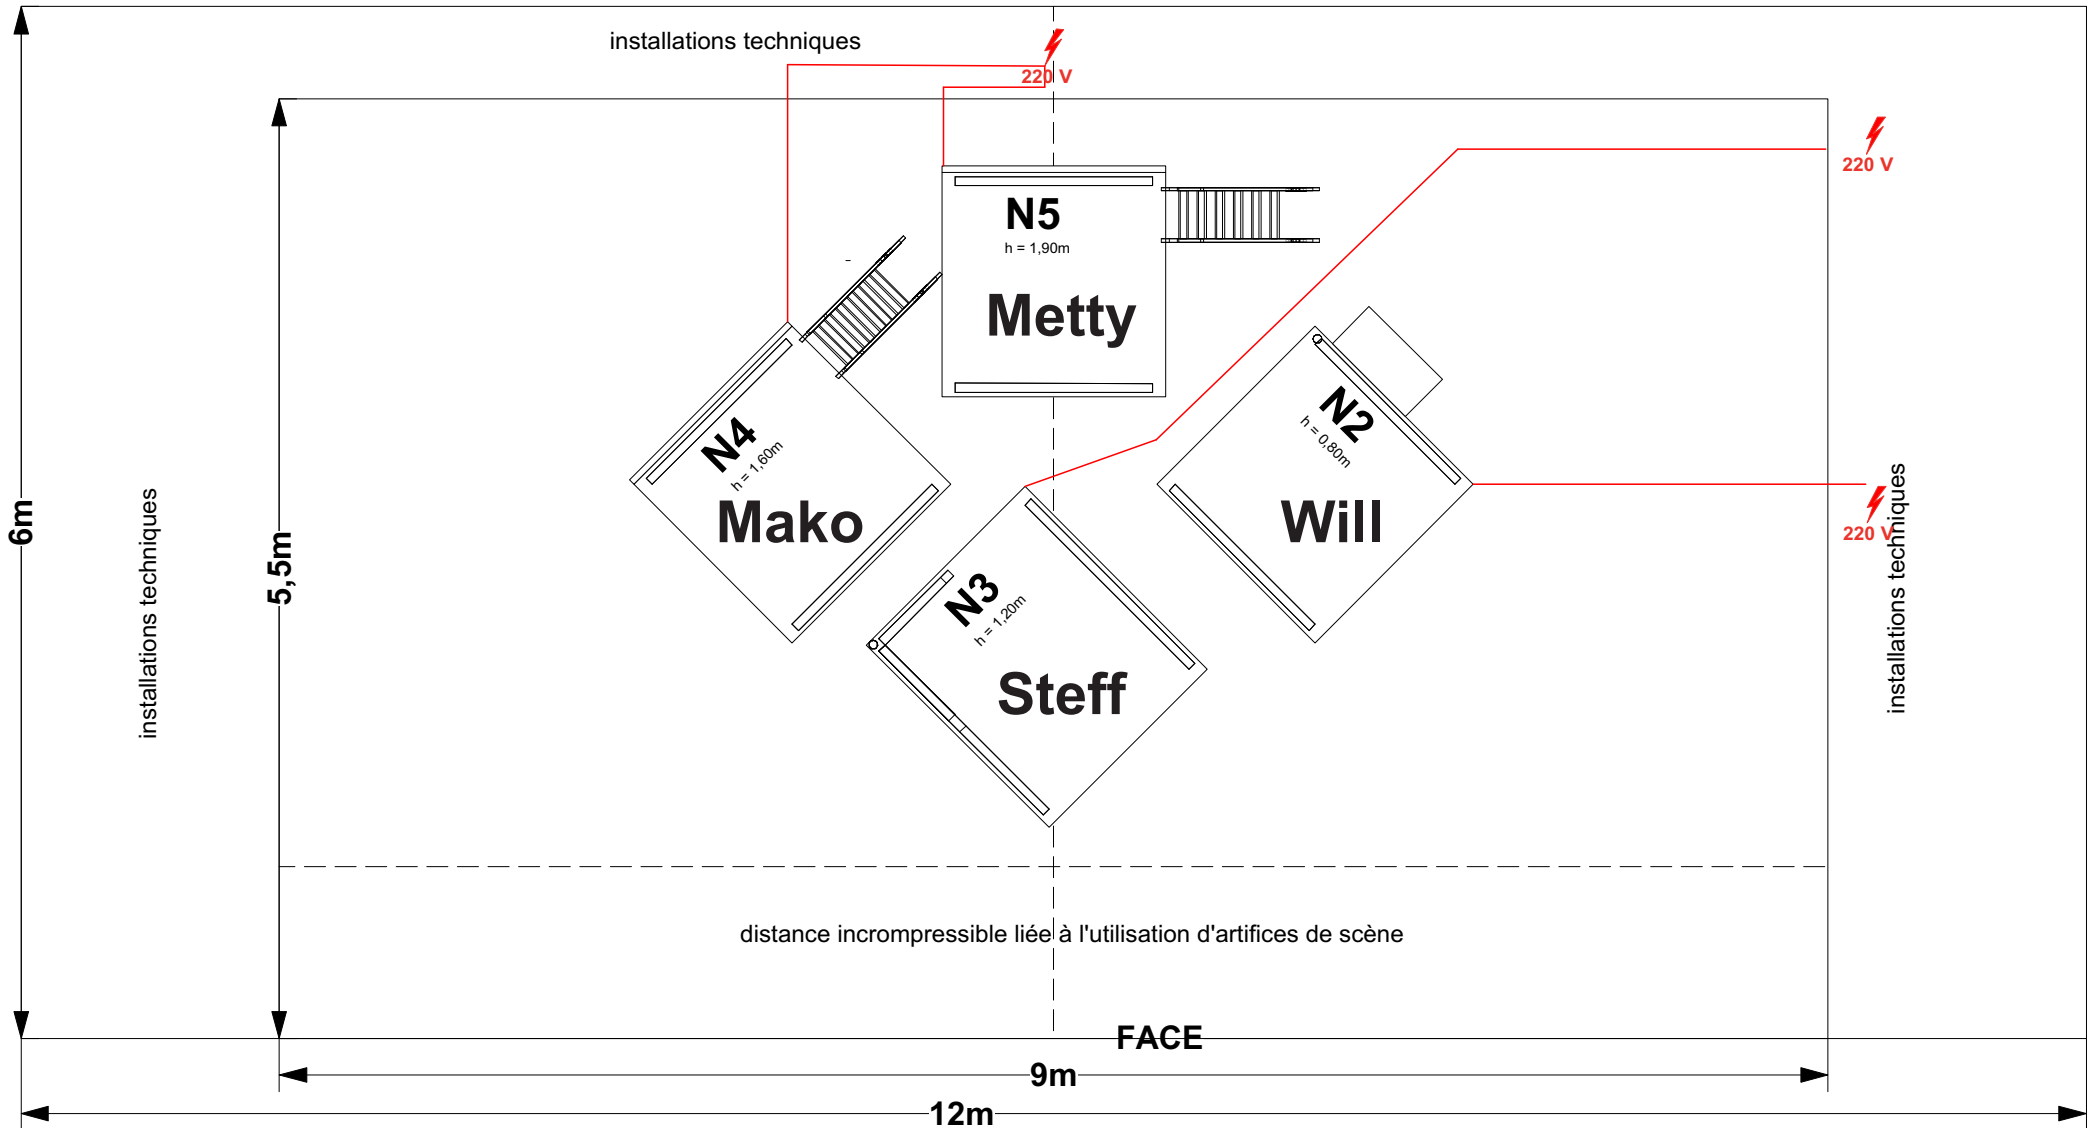 installations techniques
220 V
220 V
N5
h = 1,90m
Metty
N4
h = 1,60m
Mako
N2
h = 0,80m
Will
220 V
N3
h = 1,20m
Steff
6m
5,5m
installations techniques
installations techniques
distance incrompressible liée à l'utilisation d'artifices de scène
FACE
9m
12m